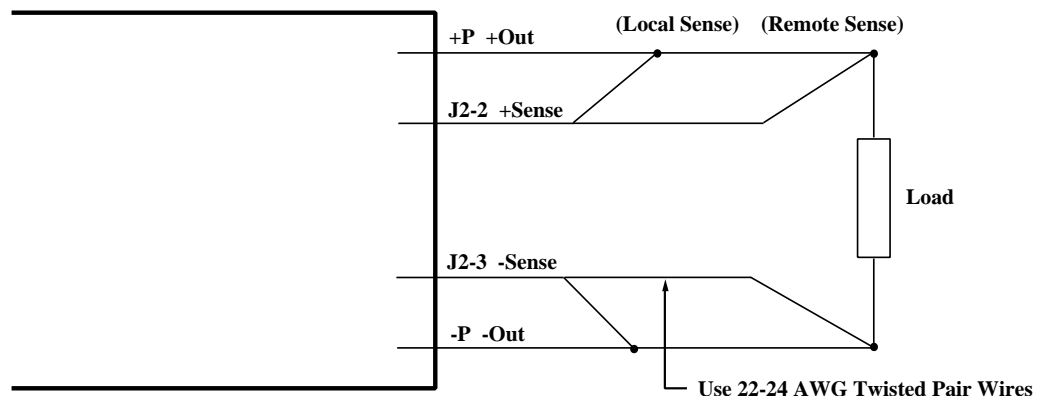 (Local Sense) (Remote Sense)
+P +Out
J2-2 +Sense
Load
J2-3 -Sense
-P -Out
Use 22-24 AWG Twisted Pair Wires